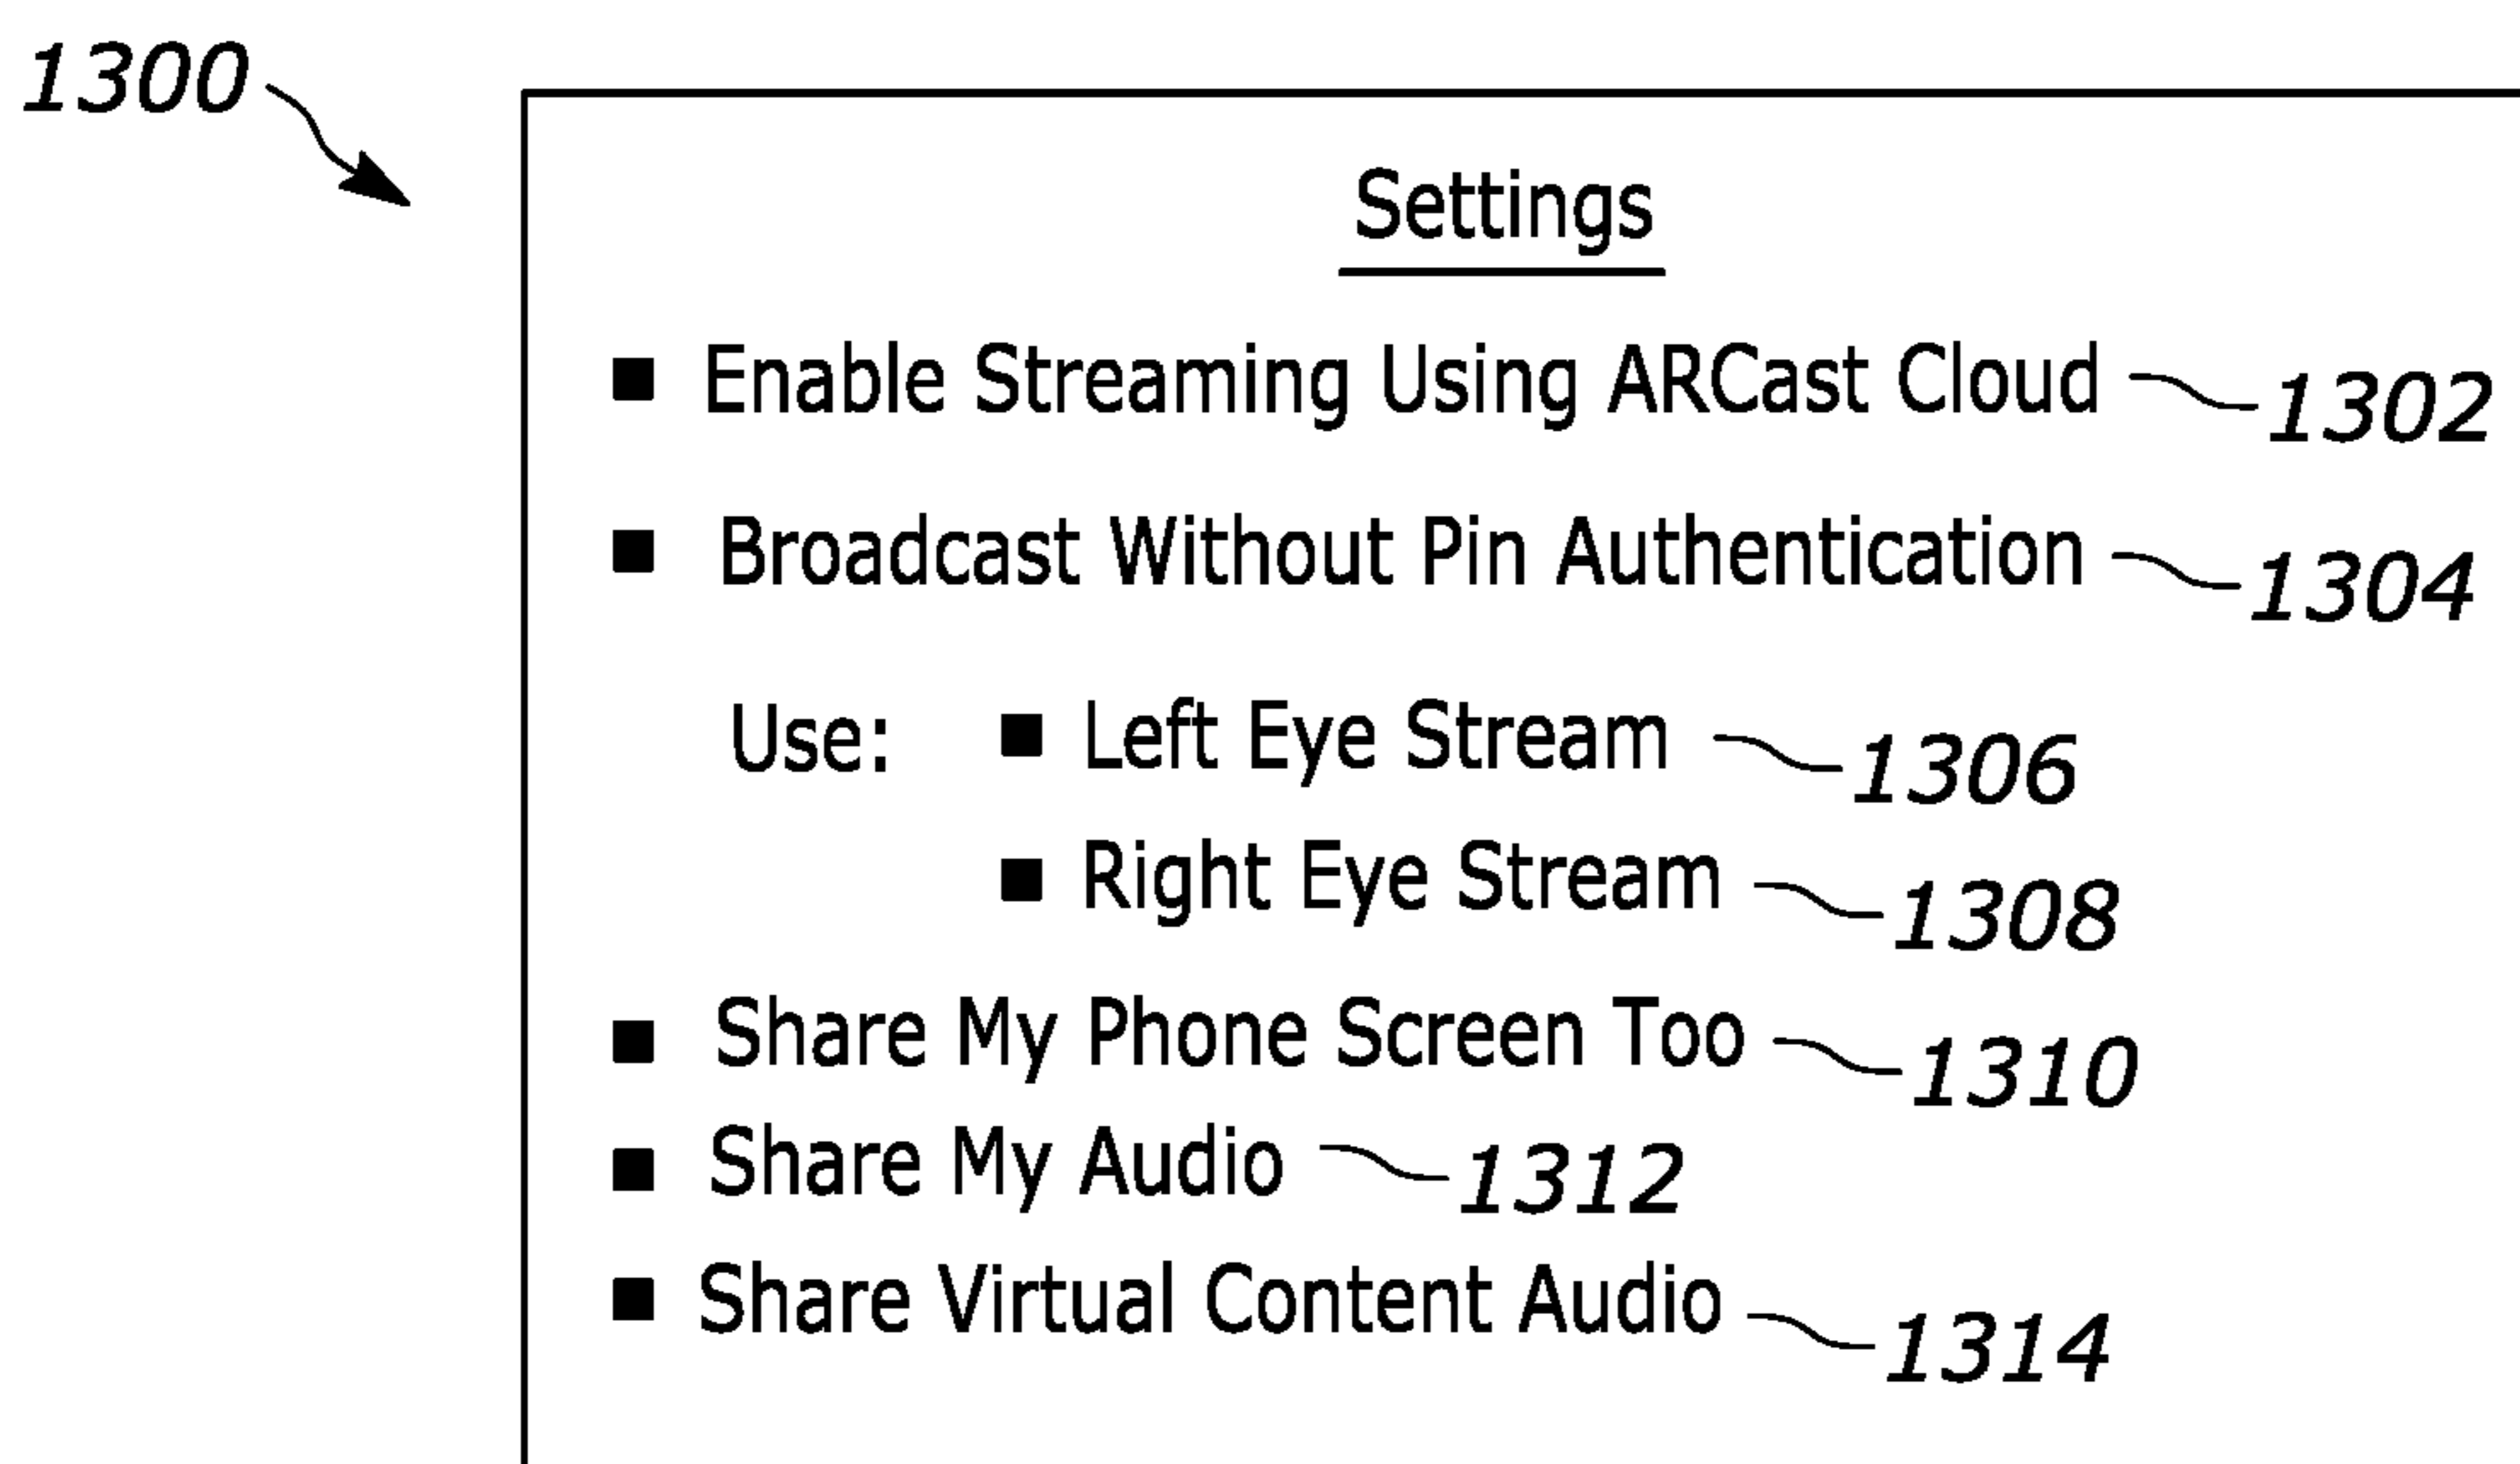 1300
Settings
■ Enable Streaming Using ARCast Cloud 1302
■ Broadcast Without Pin Authentication 1304
Use: ■ Left Eye Stream 1306
■ Right Eye Stream 1308
■ Share My Phone Screen Too 1310
■ Share My Audio 1312
■ Share Virtual Content Audio 1314